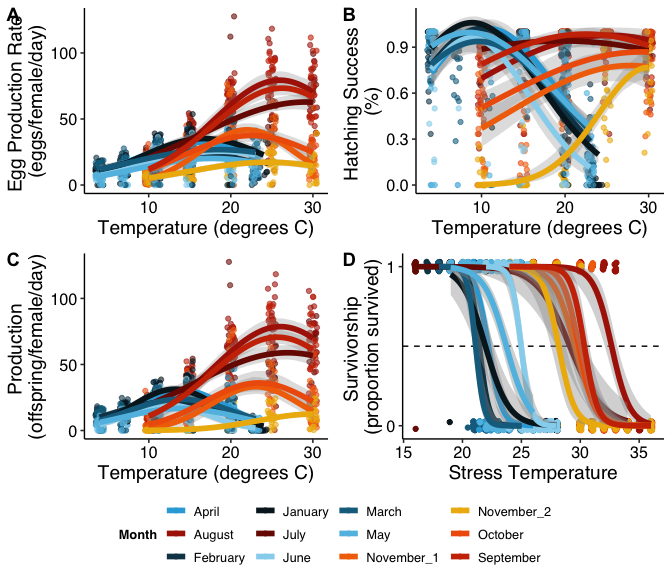 A
Egg Production Rate
(eggs/female/day)
100
50
0
10
20
30
Temperature (degrees C)
B
Hatching Success
(%)
0.9
0.6
0.3
0.0
10
20
30
Temperature (degrees C)
C
Production
(offspring/female/day)
100
50
0
10
20
30
Temperature (degrees C)
D
Survivorship
(proportion survived)
1
0
15
20
25
30
35
Stress Temperature
Month
April
January
March
November_2
August
July
May
October
February
June
November_1
September